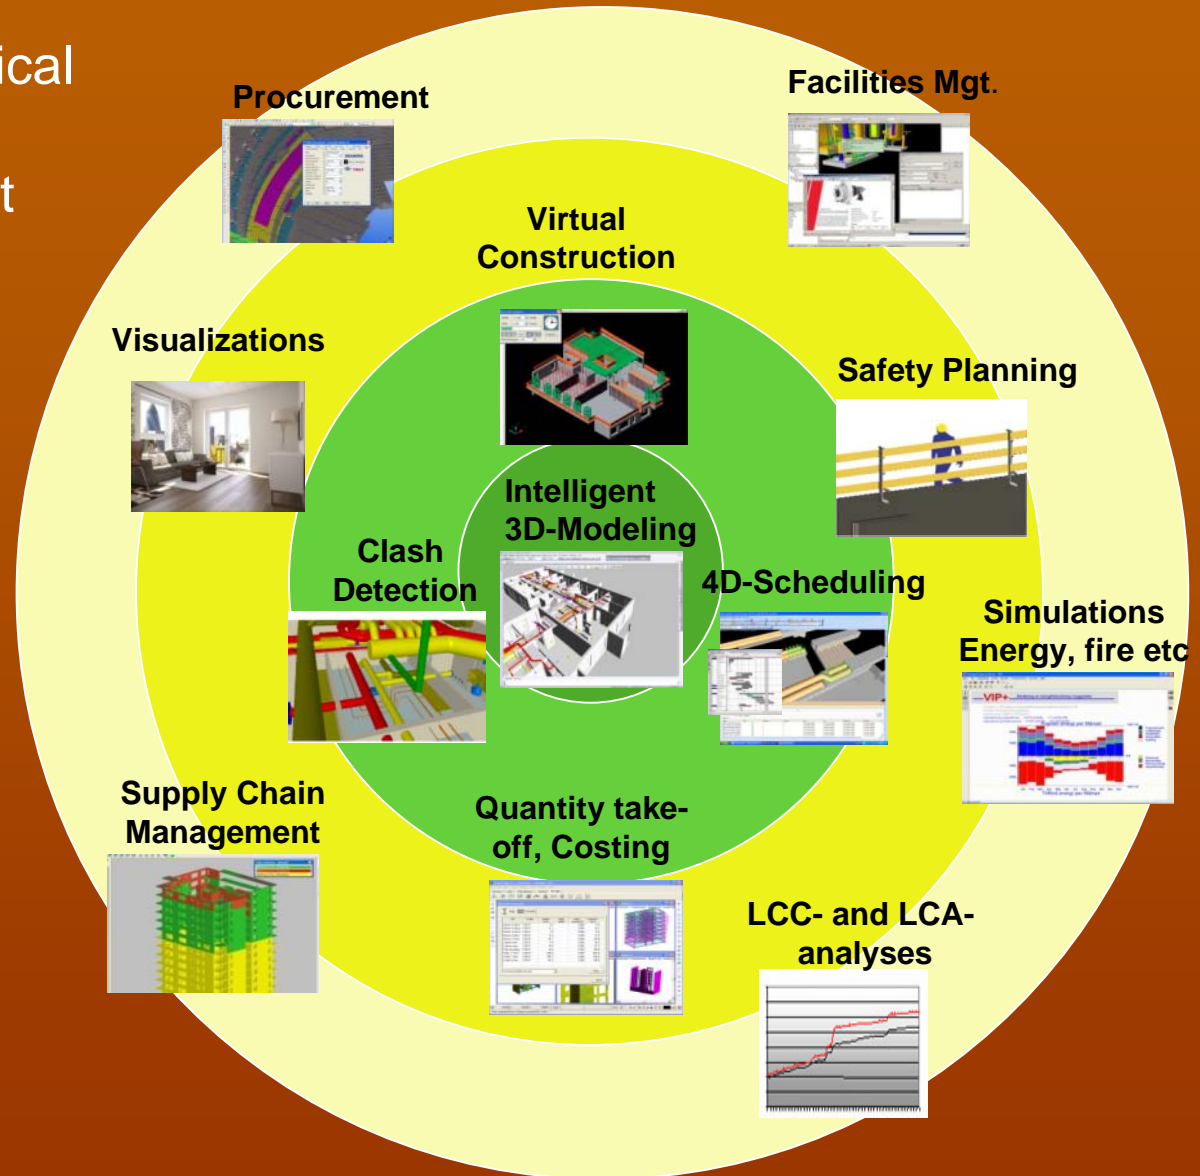 ical
t
Procurement
Facilities Mgt.
Virtual
Construction
Visualizations
Safety Planning
Intelligent
3D-Modeling
Clash
Detection
4D-Scheduling
Simulations
Energy, fire etc
VIP+
Supply Chain
Management
Quantity take-
off, Costing
LCC- and LCA-
analyses